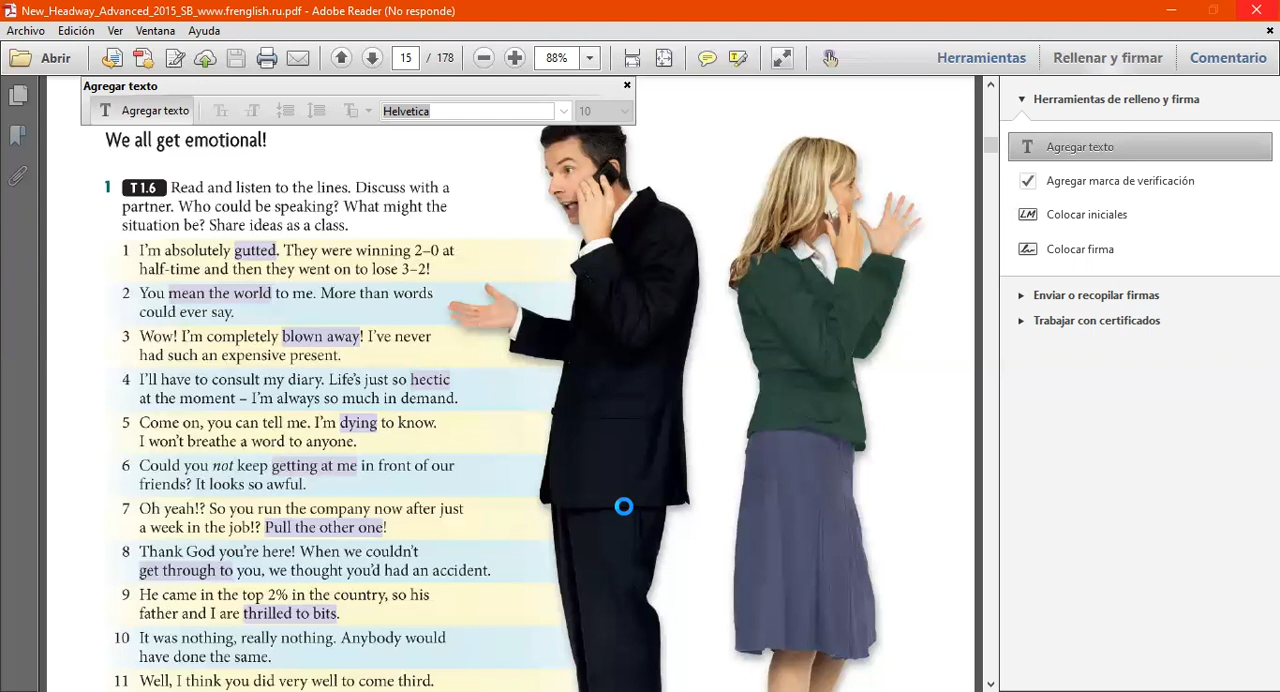 New_Headway_Advanced_2015_SB_www.frenglish.ru.pdf - Adobe Reader (No responde)
Archivo Edición Ver Ventana Ayuda
Abrir 15 / 178 88% Herramientas Rellenar y firmar Comentario
Agregar texto
T Agregar texto Helvetica 10
Herramientas de relleno y firma
T Agregar texto
Agregar marca de verificación
LM Colocar iniciales
Colocar firma
Enviar o recopilar firmas
Trabajar con certificados
We all get emotional!
1 T 1.6 Read and listen to the lines. Discuss with a
partner. Who could be speaking? What might the
situation be? Share ideas as a class.
1 I'm absolutely gutted. They were winning 2–0 at
half-time and then they went on to lose 3–2!
2 You mean the world to me. More than words
could ever say.
3 Wow! I'm completely blown away! I've never
had such an expensive present.
4 I'll have to consult my diary. Life's just so hectic
at the moment – I'm always so much in demand.
5 Come on, you can tell me. I'm dying to know.
I won't breathe a word to anyone.
6 Could you not keep getting at me in front of our
friends? It looks so awful.
7 Oh yeah!? So you run the company now after just
a week in the job!? Pull the other one!
8 Thank God you're here! When we couldn't
get through to you, we thought you'd had an accident.
9 He came in the top 2% in the country, so his
father and I are thrilled to bits.
10 It was nothing, really nothing. Anybody would
have done the same.
11 Well, I think you did very well to come third.